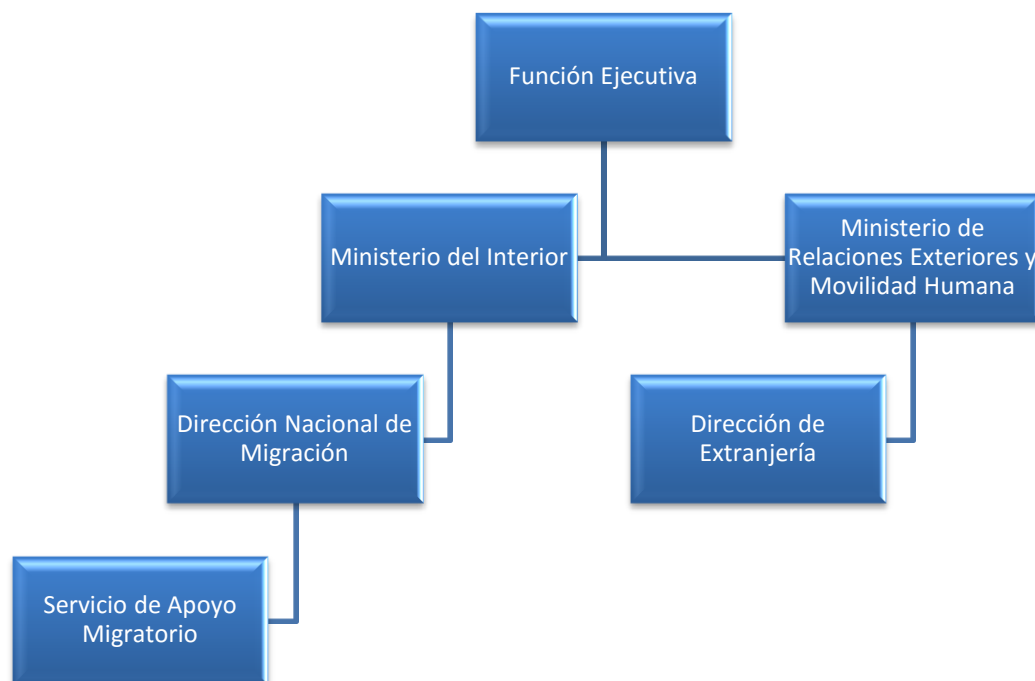 Función Ejecutiva
Ministerio del Interior
Ministerio de
Relaciones Exteriores y
Movilidad Humana
Dirección Nacional de
Migración
Dirección de
Extranjería
Servicio de Apoyo
Migratorio